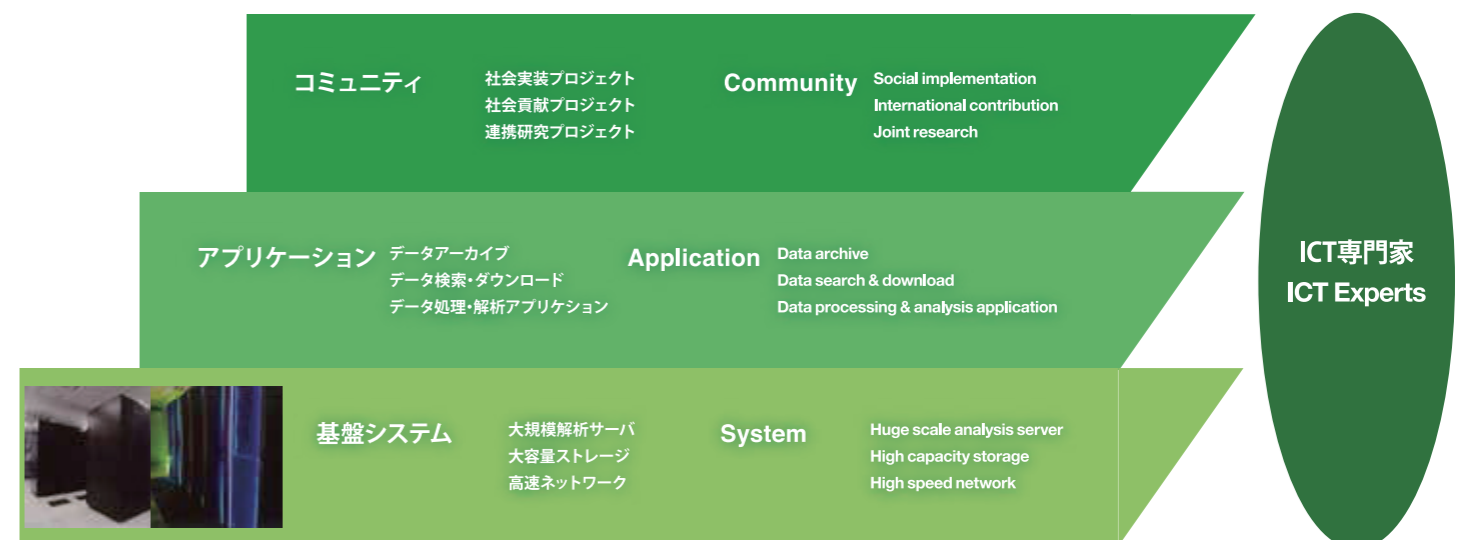 コミュニティ
社会実装プロジェクト
社会貢献プロジェクト
連携研究プロジェクト
Community
Social implementation
International contribution
Joint research
アプリケーション
データアーカイブ
データ検索・ダウンロード
データ処理・解析アプリケション
Application
Data archive
Data search & download
Data processing & analysis application
基盤システム
大規模解析サーバ
大容量ストレージ
高速ネットワーク
System
Huge scale analysis server
High capacity storage
High speed network
ICT専門家
ICT Experts